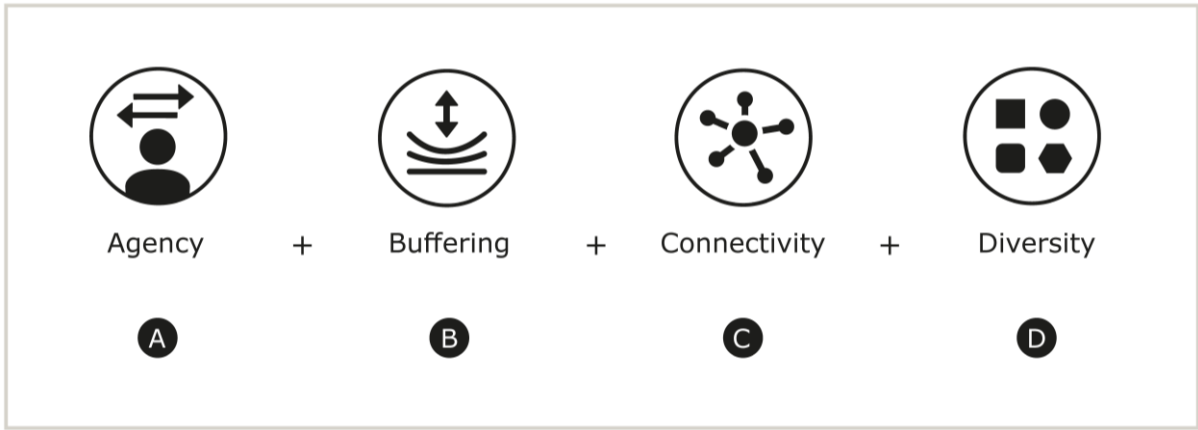 Agency + Buffering + Connectivity + Diversity
A B C D